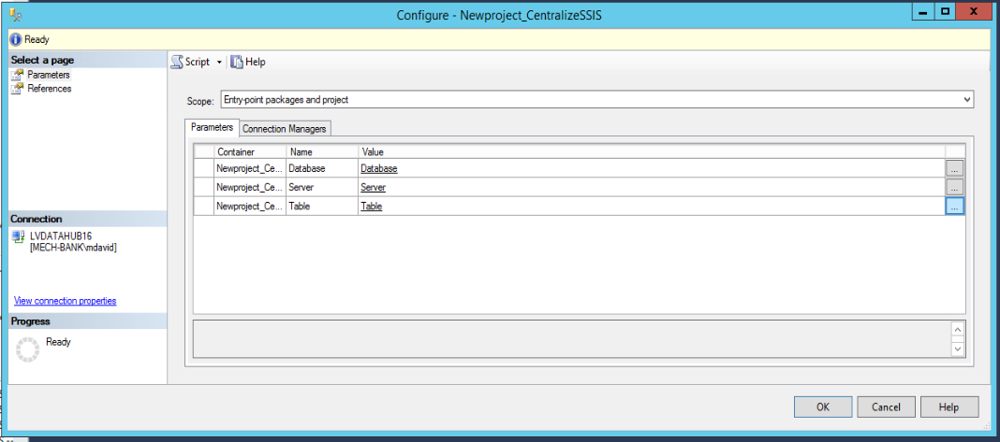 Configure - Newproject_CentralizeSSIS
Ready
Select a page
Parameters
References
Script Help
Scope: Entry-point packages and project
Parameters Connection Managers
Container Name Value
Newproject_Ce... Database Database ...
Newproject_Ce... Server Server ...
Newproject_Ce... Table Table ...
Connection
LVDATAHUB16
[MECH-BANK\mdavid]
View connection properties
Progress
Ready
OK Cancel Help